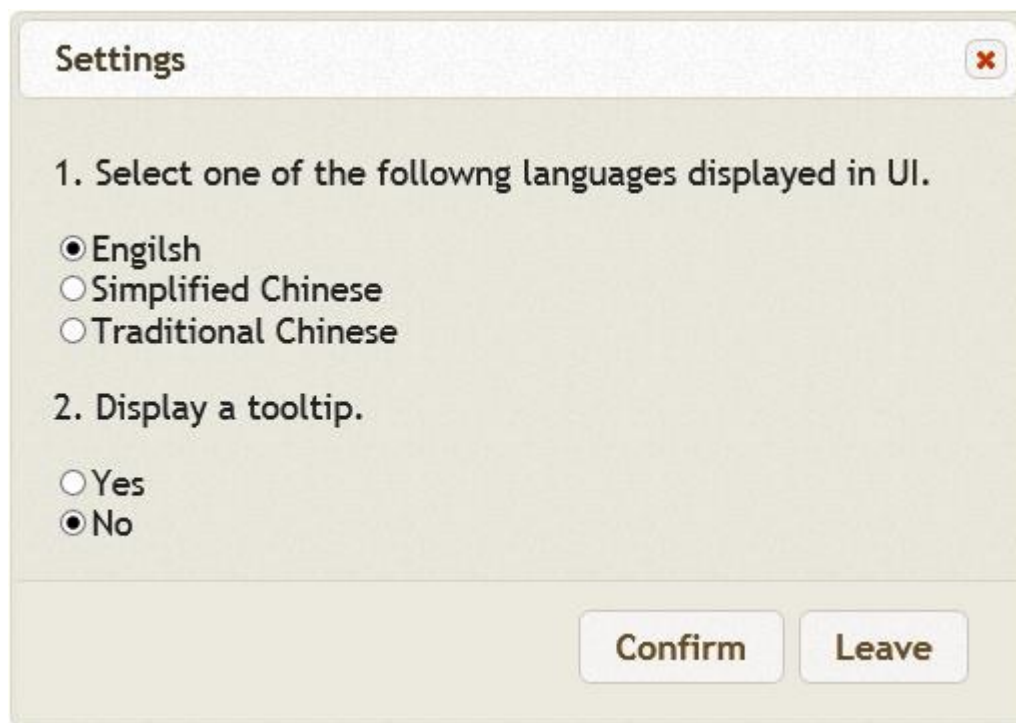 Settings
1. Select one of the followng languages displayed in UI.
Engilsh
Simplified Chinese
Traditional Chinese
2. Display a tooltip.
Yes
No
Confirm Leave